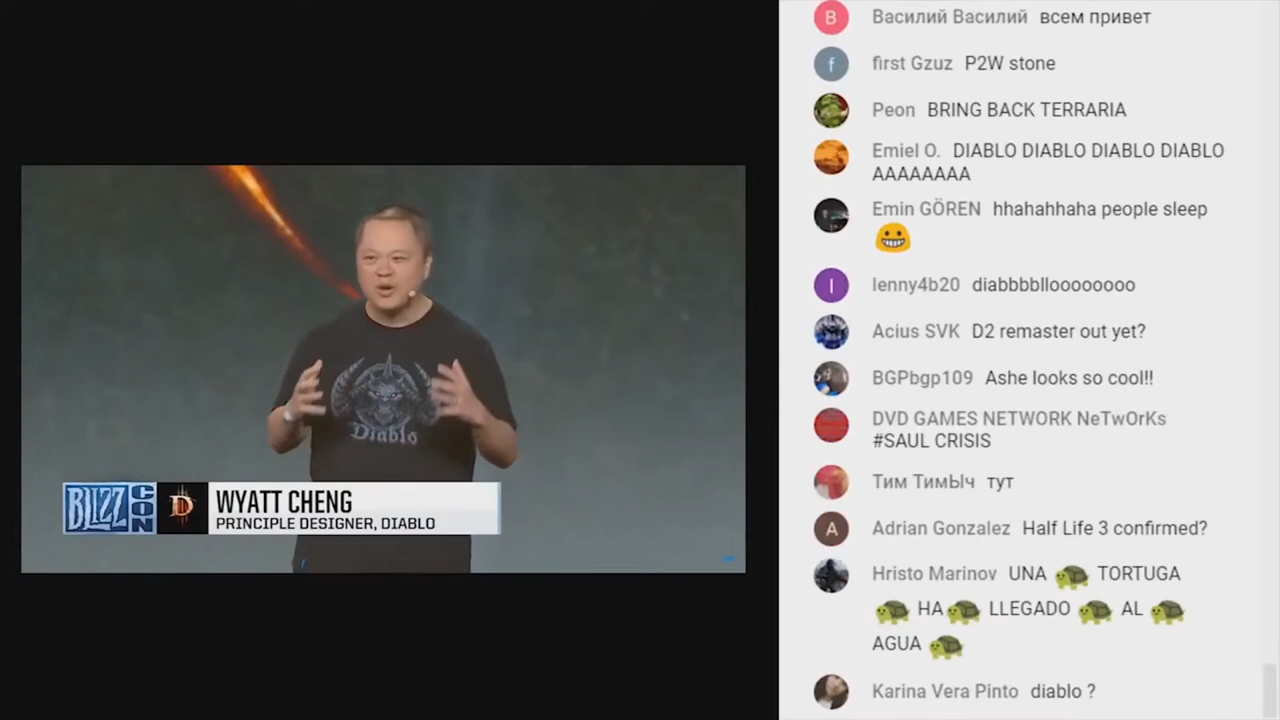 Diablo
BLIZZ
CON
D
WYATT CHENG
PRINCIPLE DESIGNER, DIABLO
B Василий Василий всем привет
f first Gzuz P2W stone
Peon BRING BACK TERRARIA
Emiel O. DIABLO DIABLO DIABLO DIABLO
AAAAAAAA
Emin GÖREN hhahahhaha people sleep
😀
l lenny4b20 diabbbblloooooooo
Acius SVK D2 remaster out yet?
BGPbgp109 Ashe looks so cool!!
DVD GAMES NETWORK NeTwOrKs
#SAUL CRISIS
Тим ТимЫч тут
A Adrian Gonzalez Half Life 3 confirmed?
Hristo Marinov UNA 🐢 TORTUGA
🐢 HA 🐢 LLEGADO 🐢 AL 🐢
AGUA 🐢
Karina Vera Pinto diablo ?